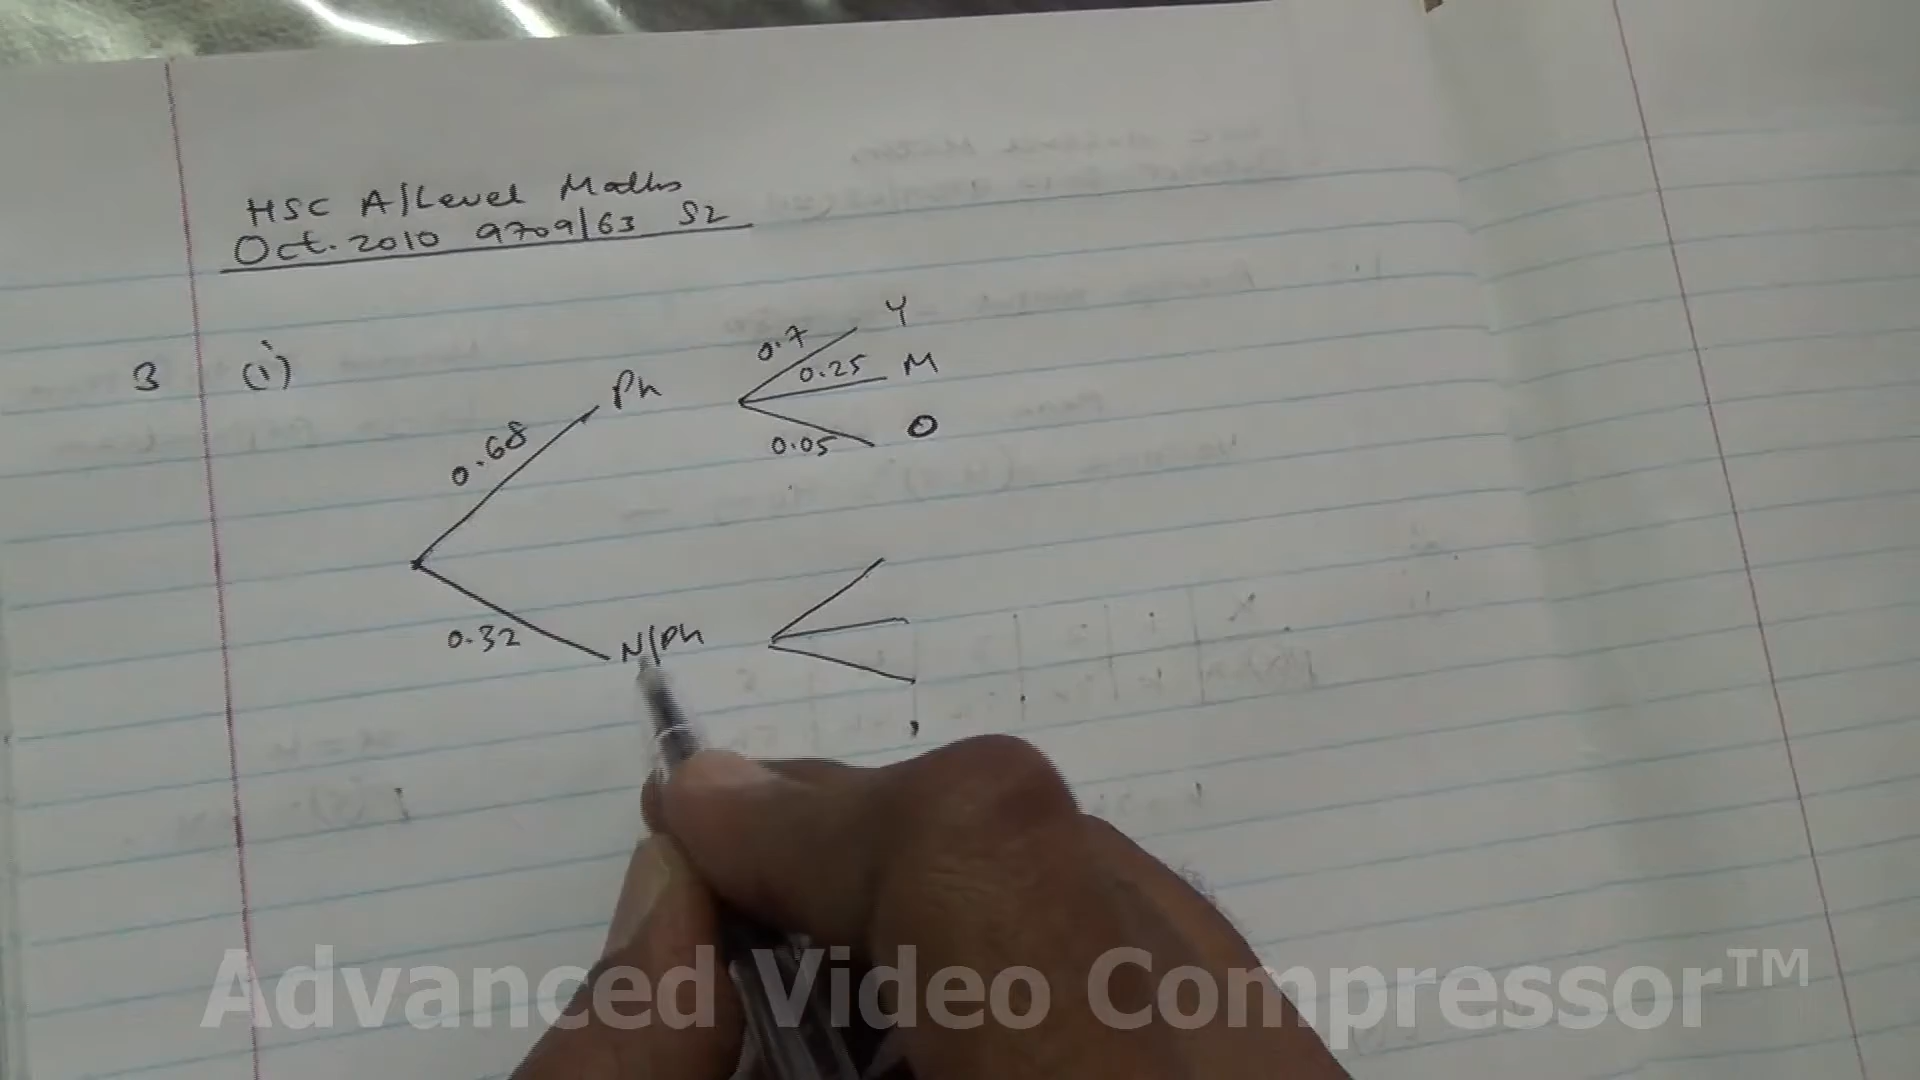 HSC A/Level Maths
Oct. 2010 9709/63 S2
3 (i)
0.68
Ph
0.7
Y
0.25
M
0.05
O
0.32
N/Ph
Advanced Video Compressor™